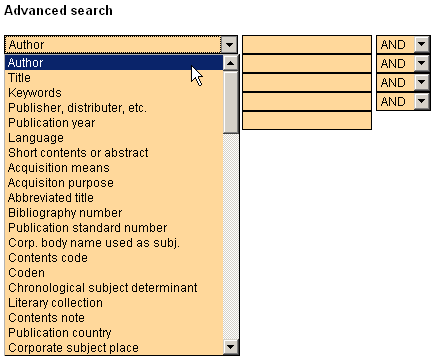 Advanced search
Author AND
Author AND
Title AND
Keywords AND
Publisher, distributer, etc.
Publication year
Language
Short contents or abstract
Acquisition means
Acquisiton purpose
Abbreviated title
Bibliography number
Publication standard number
Corp. body name used as subj.
Contents code
Coden
Chronological subject determinant
Literary collection
Contents note
Publication country
Corporate subject place